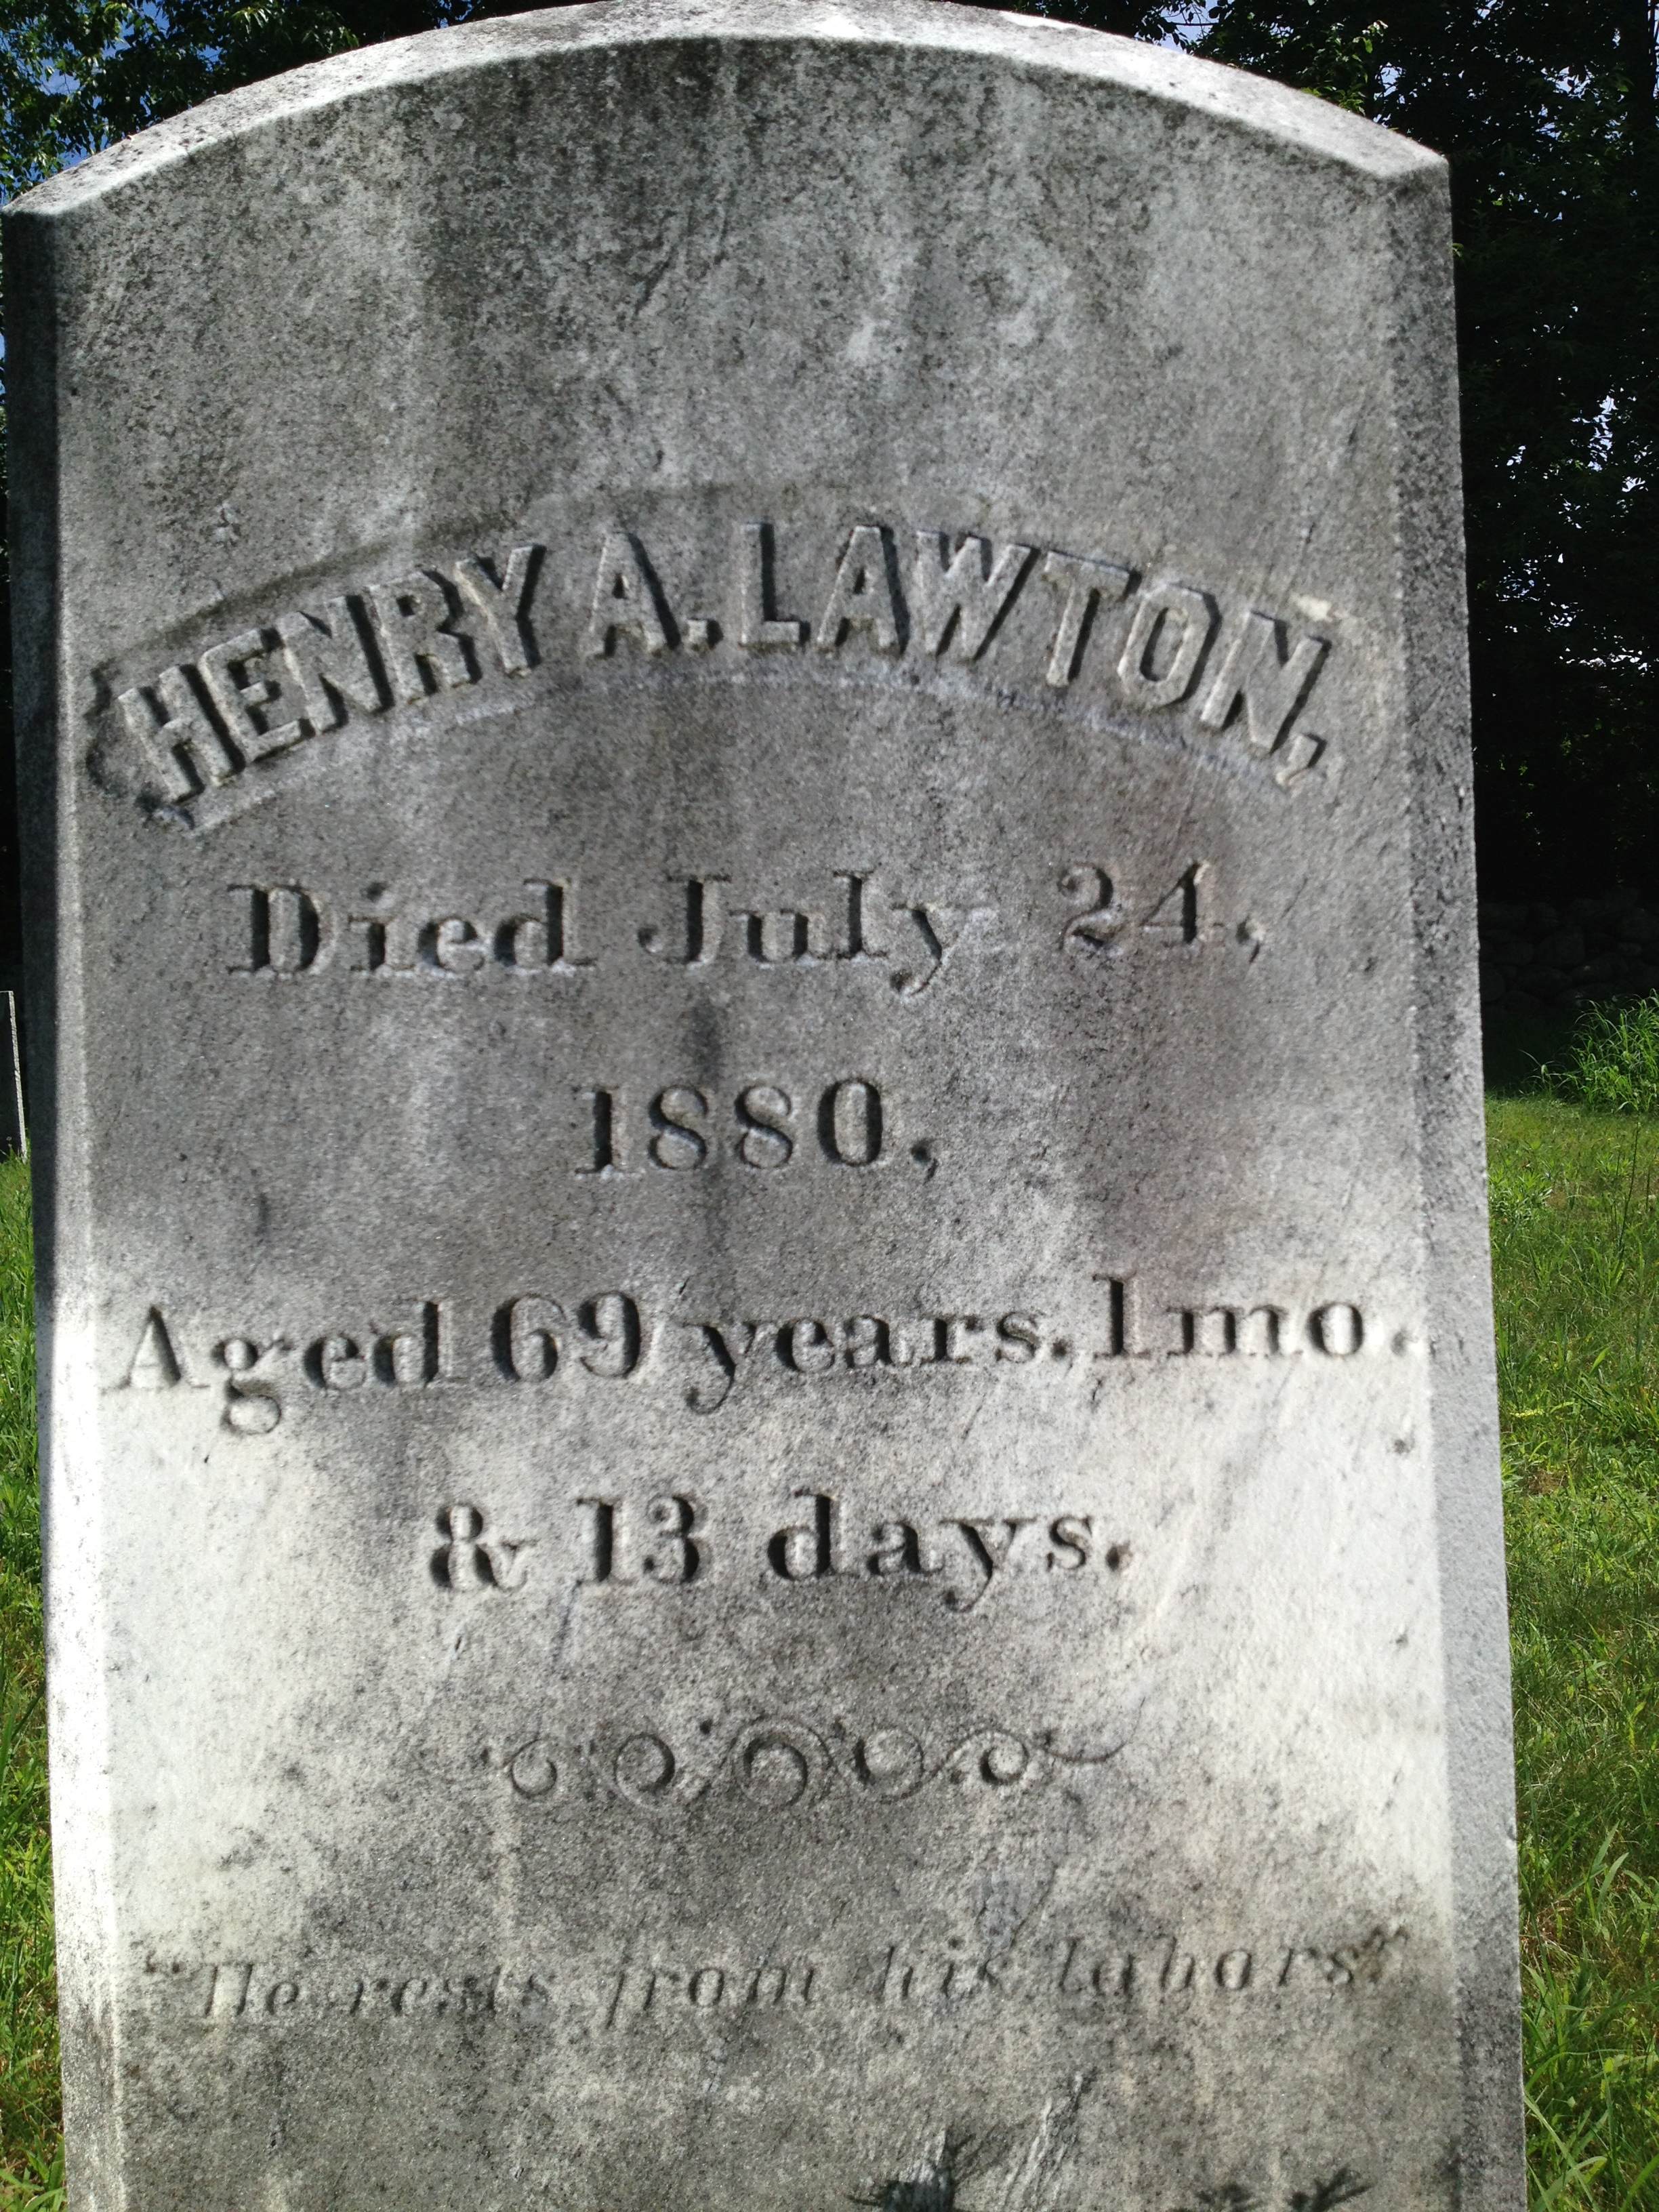 HENRY A. LAWTON,
Died July 24,
1880,
Aged 69 years. 1 mo.
& 13 days.
"He rests from his labors."